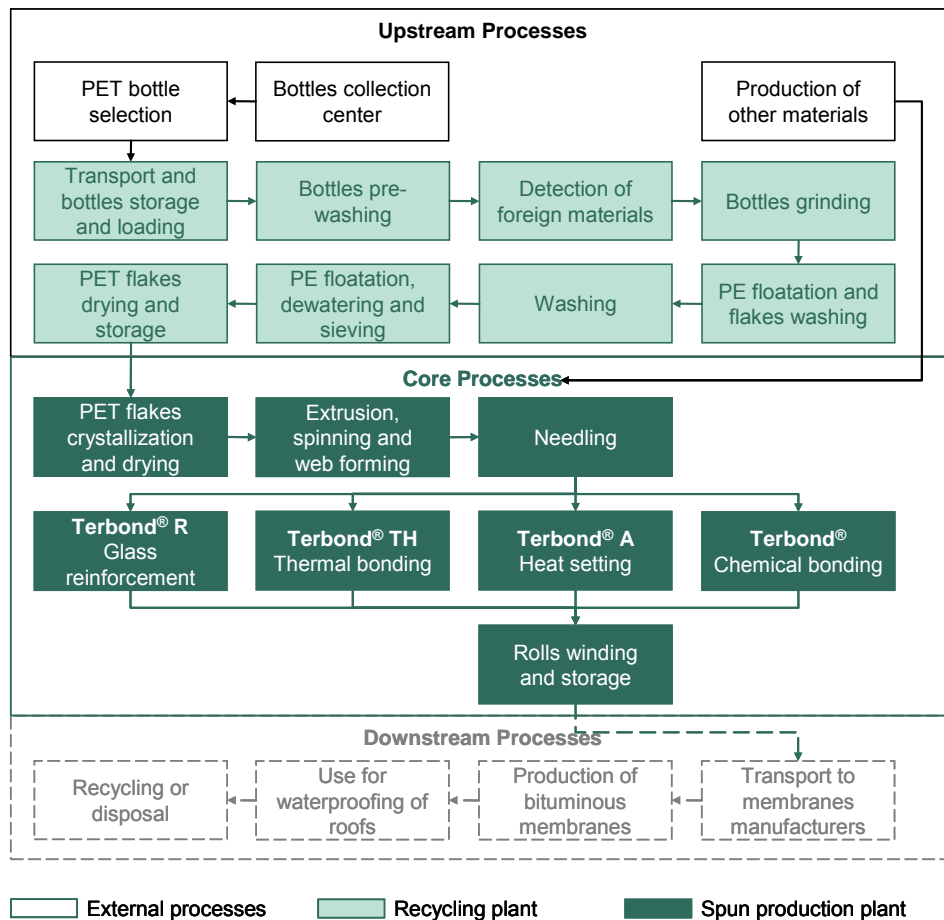 Upstream Processes
PET bottle
selection
Bottles collection
center
Production of
other materials
Transport and
bottles storage
and loading
Bottles pre-
washing
Detection of
foreign materials
Bottles grinding
PET flakes
drying and
storage
PE floatation,
dewatering and
sieving
Washing
PE floatation and
flakes washing
Core Processes
PET flakes
crystallization
and drying
Extrusion,
spinning and
web forming
Needling
Terbond® R
Glass
reinforcement
Terbond® TH
Thermal bonding
Terbond® A
Heat setting
Terbond®
Chemical bonding
Rolls winding
and storage
Downstream Processes
Recycling or
disposal
Use for
waterproofing of
roofs
Production of
bituminous
membranes
Transport to
membranes
manufacturers
External processes
Recycling plant
Spun production plant